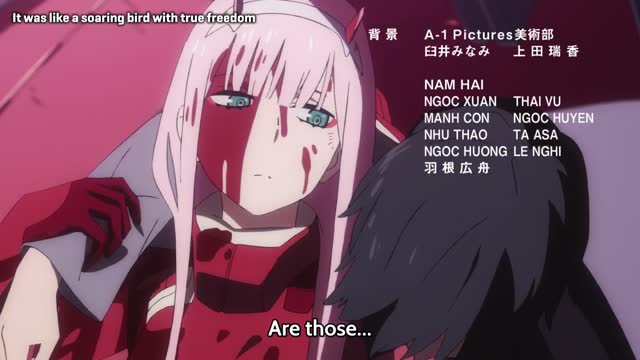 It was like a soaring bird with true freedom
背景 A-1 Pictures美術部
臼井みなみ 上田瑞香
NAM HAI
NGOC XUAN THAI VU
MANH CON NGOC HUYEN
NHU THAO TA ASA
NGOC HUONG LE NGHI
羽根広舟
Are those...